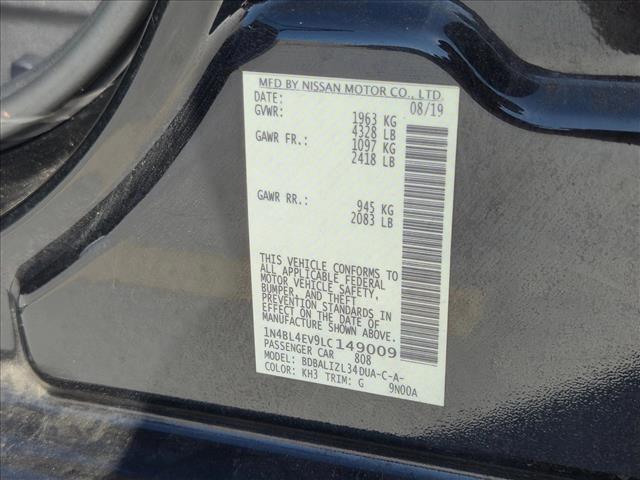 MFD BY NISSAN MOTOR CO., LTD.
DATE: 08/19
GVWR: 1963 KG
4328 LB
GAWR FR.: 1097 KG
2418 LB
GAWR RR.: 945 KG
2083 LB
THIS VEHICLE CONFORMS TO
ALL APPLICABLE FEDERAL
MOTOR VEHICLE SAFETY,
BUMPER, AND THEFT
PREVENTION STANDARDS IN
EFFECT ON THE DATE OF
MANUFACTURE SHOWN ABOVE.
1N4BL4EV9LC149009
PASSENGER CAR 808
MODEL: BDBALIZL34DUA-C-A-
COLOR: KH3 TRIM: G 9N00A